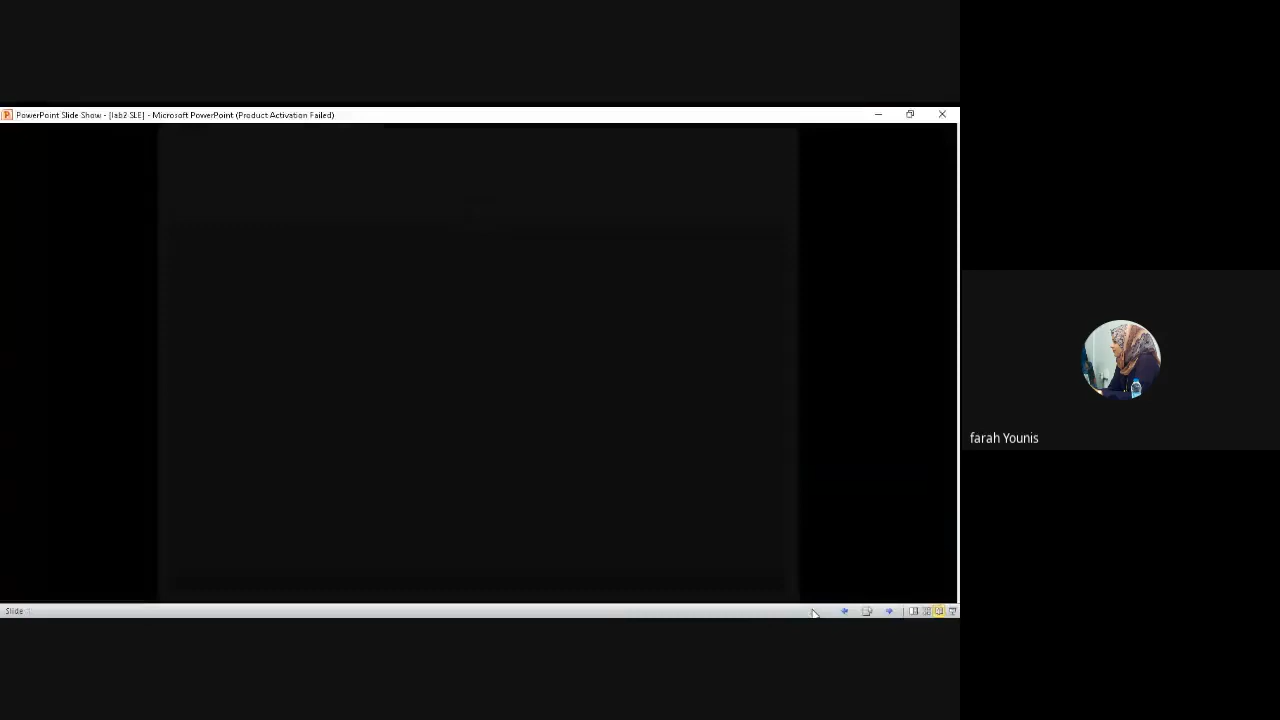 PowerPoint Slide Show - [lab2 SLE] - Microsoft PowerPoint (Product Activation Failed)
farah Younis
Slide